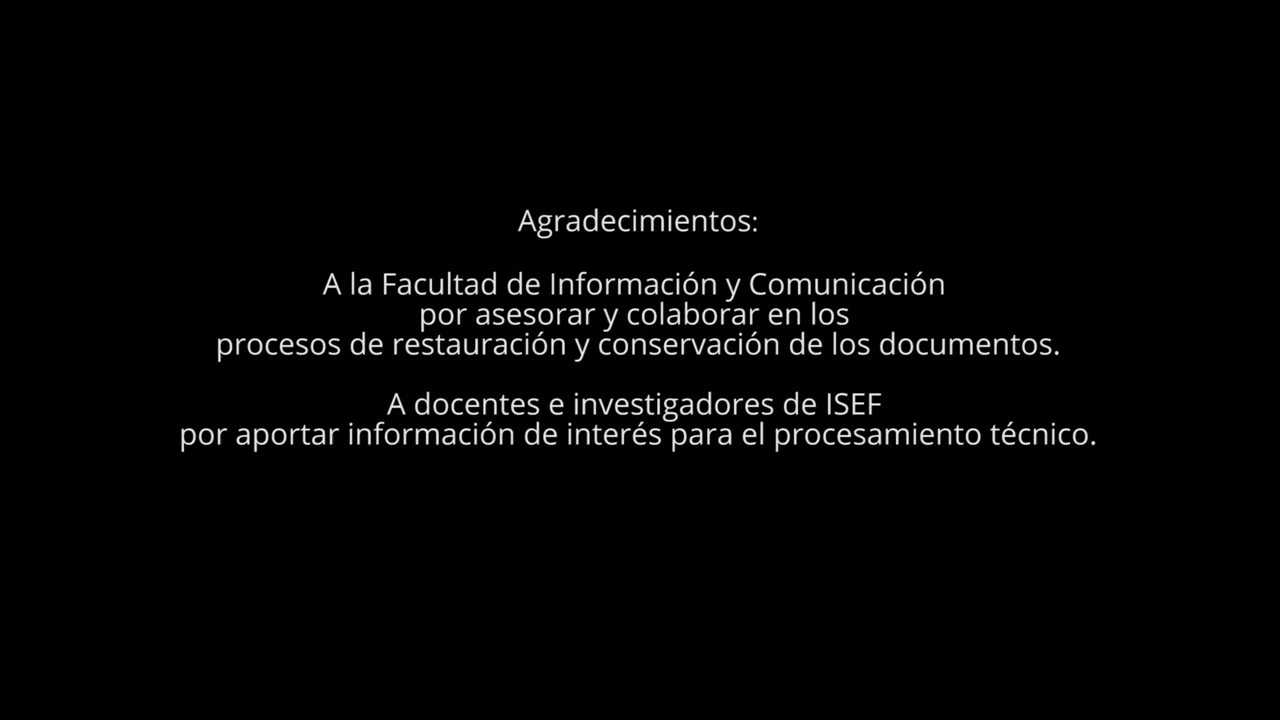 Agradecimientos:
A la Facultad de Información y Comunicación
por asesorar y colaborar en los
procesos de restauración y conservación de los documentos.
A docentes e investigadores de ISEF
por aportar información de interés para el procesamiento técnico.